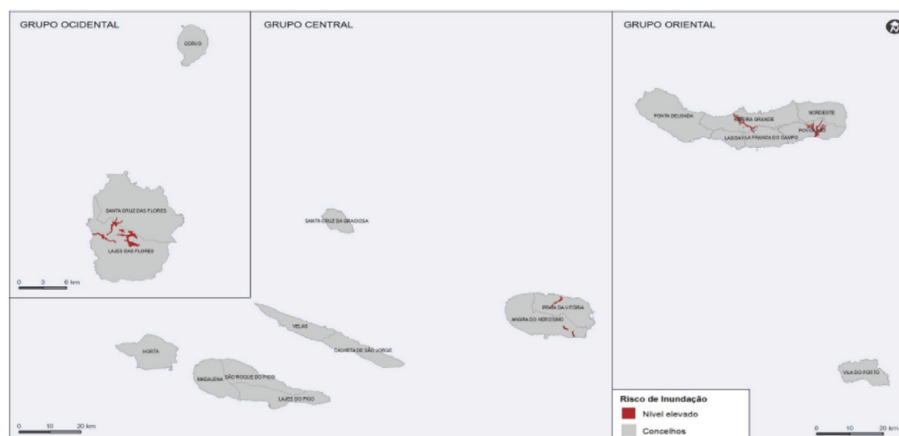 GRUPO OCIDENTAL
CORVO
SANTA CRUZ DAS FLORES
LAJES DAS FLORES
0 3 6 km
GRUPO CENTRAL
SANTA CRUZ DA GRACIOSA
PRAIA DA VITÓRIA
ANGRA DO HEROÍSMO
VELAS
CALHETA DE SÃO JORGE
HORTA
MADALENA
SÃO ROQUE DO PICO
LAJES DO PICO
0 10 20 km
GRUPO ORIENTAL
PONTA DELGADA
RIBEIRA GRANDE
NORDESTE
POVOAÇÃO
LAGOA
VILA FRANCA DO CAMPO
VILA DO PORTO
Risco de Inundação
Nível elevado
Concelhos
0 10 20 km